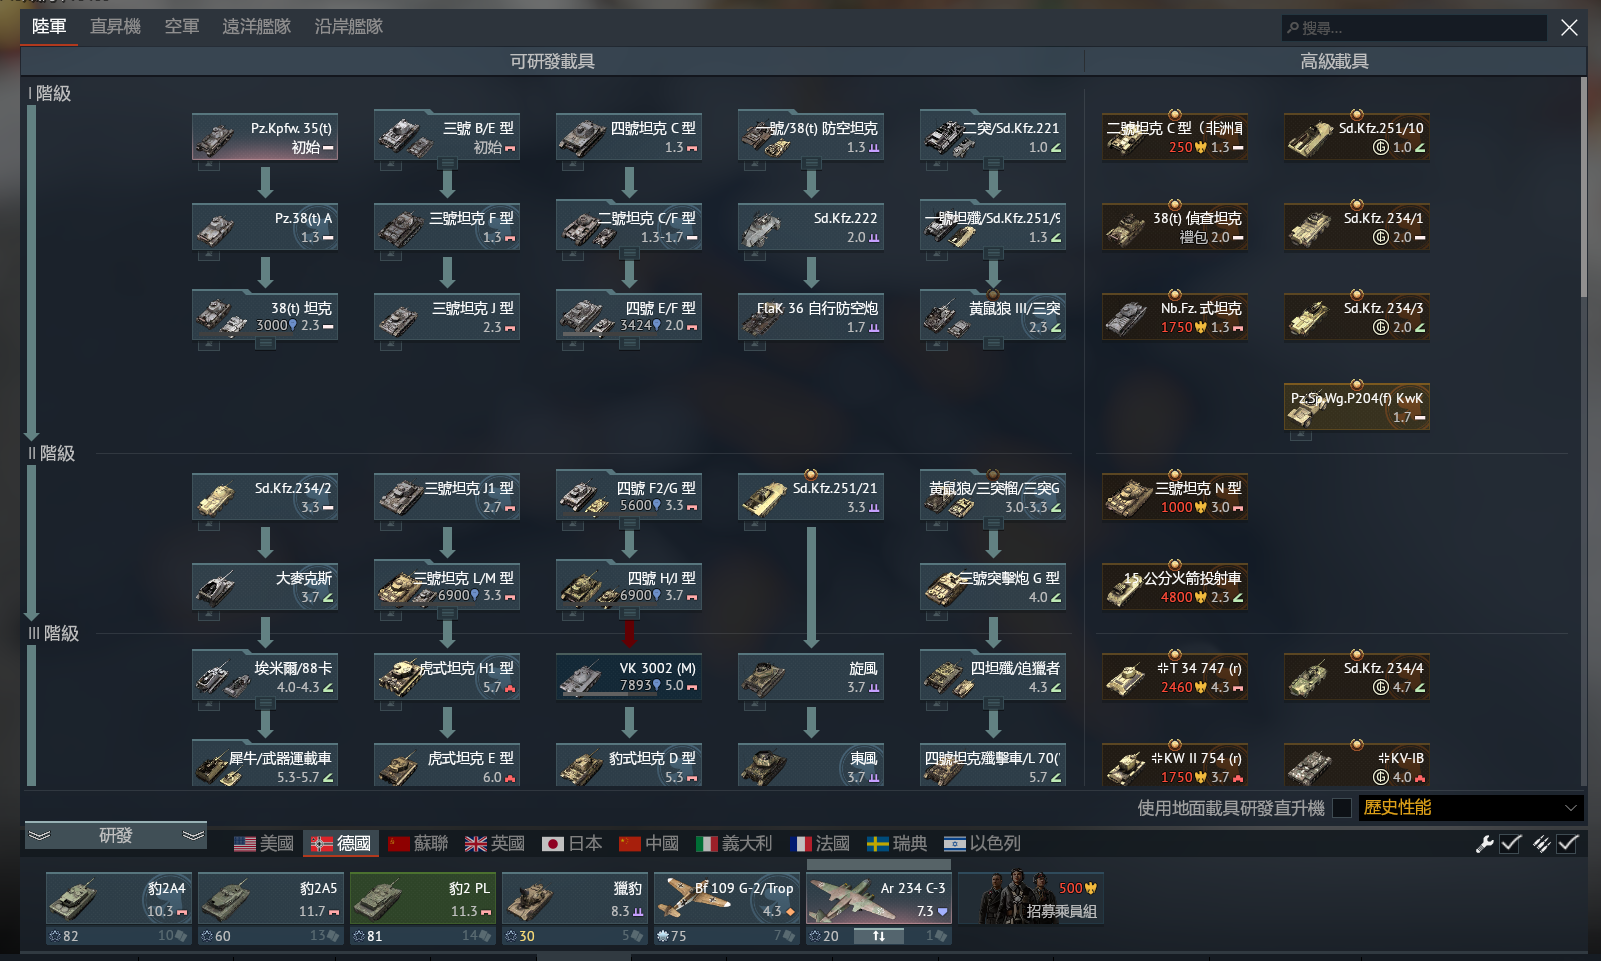 陸軍 直昇機 空軍 遠洋艦隊 沿岸艦隊
搜尋...
可研發載具 高級載具
I 階級
Pz.Kpfw. 35(t) 初始
三號 B/E 型 初始
四號坦克 C 型 1.3
一號/38(t) 防空坦克 1.3
二突/Sd.Kfz.221 1.0
二號坦克 C 型（非洲軍 250 1.3
Sd.Kfz.251/10 1.0
Pz.38(t) A 1.3
三號坦克 F 型 1.3
二號坦克 C/F 型 1.3-1.7
Sd.Kfz.222 2.0
一號坦殲/Sd.Kfz.251/9 1.3
38(t) 偵查坦克 禮包 2.0
Sd.Kfz. 234/1 2.0
38(t) 坦克 3000 2.3
三號坦克 J 型 2.3
四號 E/F 型 3424 2.0
FlaK 36 自行防空炮 1.7
黃鼠狼 III/三突 2.3
Nb.Fz. 式坦克 1750 1.3
Sd.Kfz. 234/3 2.0
Pz.Sp.Wg.P204(f) KwK 1.7
II 階級
Sd.Kfz.234/2 3.3
三號坦克 J1 型 2.7
四號 F2/G 型 5600 3.3
Sd.Kfz.251/21 3.3
黃鼠狼/三突榴/三突G 3.0-3.3
三號坦克 N 型 1000 3.0
大麥克斯 3.7
三號坦克 L/M 型 6900 3.3
四號 H/J 型 6900 3.7
三號突擊炮 G 型 4.0
15 公分火箭投射車 4800 2.3
III 階級
埃米爾/88卡 4.0-4.3
虎式坦克 H1 型 5.7
VK 3002 (M) 7893 5.0
旋風 3.7
四坦殲/追獵者 4.3
T 34 747 (r) 2460 4.3
Sd.Kfz. 234/4 4.7
犀牛/武器運載車 5.3-5.7
虎式坦克 E 型 6.0
豹式坦克 D 型 5.3
東風 3.7
四號坦克殲擊車/L 70( 5.7
KW II 754 (r) 1750 3.7
KV-IB 4.0
使用地面載具研發直升機 歷史性能
研發
美國 德國 蘇聯 英國 日本 中國 義大利 法國 瑞典 以色列
豹2A4 10.3
豹2A5 11.7
豹2 PL 11.3
獵豹 8.3
Bf 109 G-2/Trop 4.3
Ar 234 C-3 7.3
500 招募乘員組
82 10 60 13 81 14 30 5 75 7 20 1